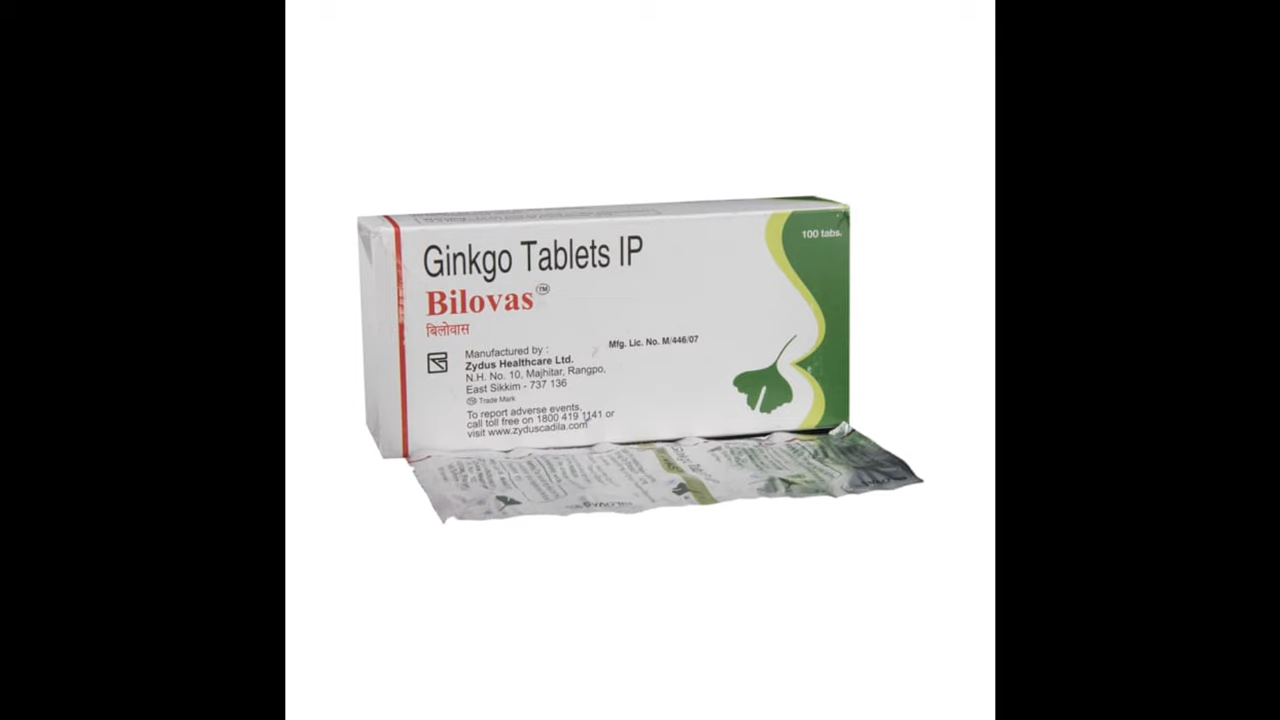 100 tabs.
Ginkgo Tablets IP
Bilovas™
बिलोवास
Manufactured by :
Mfg. Lic. No. M/446/07
Zydus Healthcare Ltd.
N.H. No. 10, Majhitar, Rangpo,
East Sikkim - 737 136
TM Trade Mark
To report adverse events,
call toll free on 1800 419 1141 or
visit www.zyduscadila.com
BILOVAS